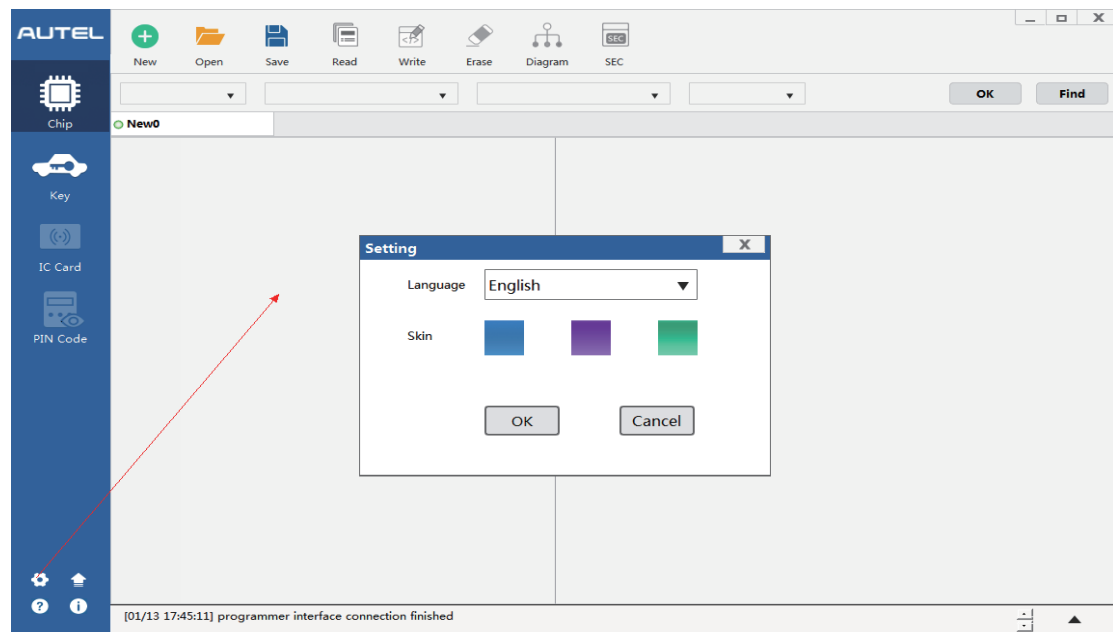 AUTEL
New Open Save Read Write Erase Diagram SEC
SEC
OK Find
Chip
New0
Key
IC Card
PIN Code
Setting
X
Language English
Skin
OK Cancel
[01/13 17:45:11] programmer interface connection finished